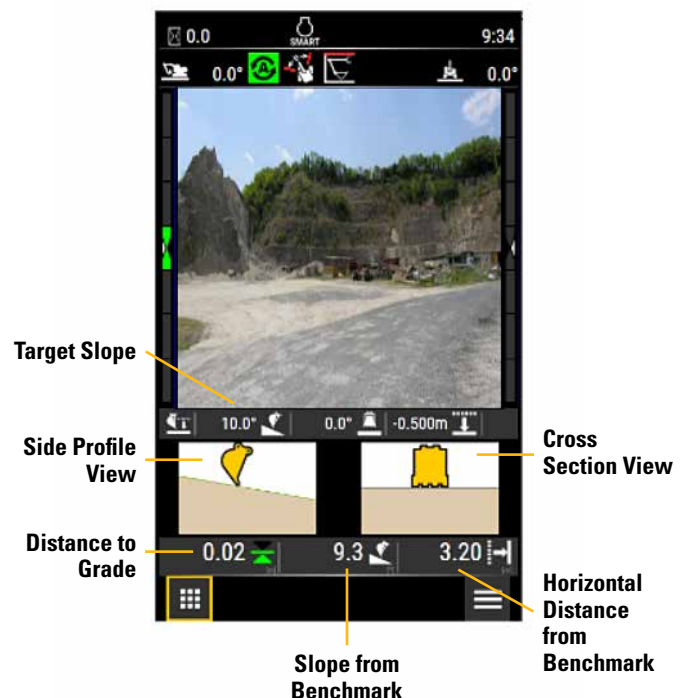 0.0
SMART
9:34
0.0°
A
0.0°
Target Slope
10.0°
0.0°
-0.500m
Side Profile
View
Cross
Section View
Distance to
Grade
0.02
9.3
3.20
Horizontal
Distance
from
Benchmark
Slope from
Benchmark